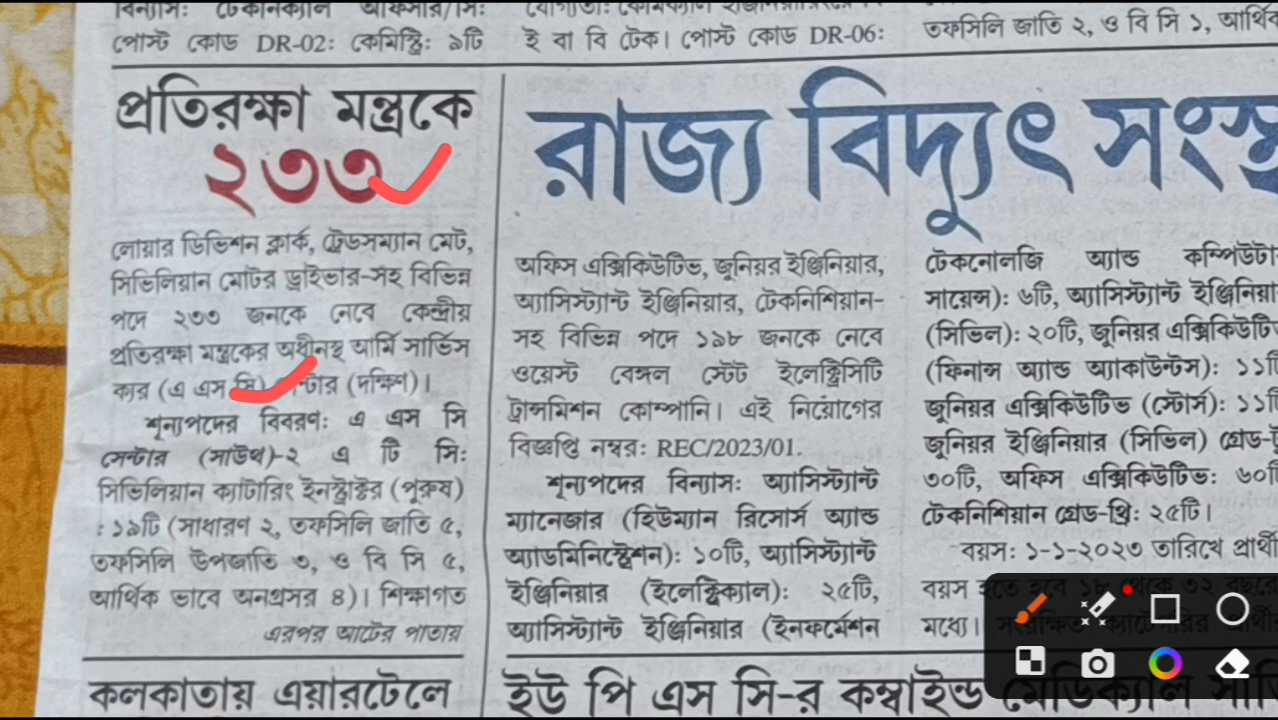 পোস্ট কোড DR-02: কেমিস্ট্রি: ৯টি
প্রতিরক্ষা মন্ত্রকে
২৩৩
লোয়ার ডিভিশন ক্লার্ক, ট্রেডসম্যান মেট,
সিভিলিয়ান মোটর ড্রাইভার-সহ বিভিন্ন
পদে ২৩৩ জনকে নেবে কেন্দ্রীয়
প্রতিরক্ষা মন্ত্রকের অধীনস্থ আর্মি সার্ভিস
কোর (এ এস সি) সেন্টার (দক্ষিণ)।
শূন্যপদের বিবরণ: এ এস সি
সেন্টার (সাউথ)-২ এ টি সি:
সিভিলিয়ান ক্যাটারিং ইনস্ট্রাক্টর (পুরুষ)
: ১৯টি (সাধারণ ২, তফসিলি জাতি ৫,
তফসিলি উপজাতি ৩, ও বি সি ৫,
আর্থিক ভাবে অনগ্রসর ৪)। শিক্ষাগত
এরপর আটের পাতায়
কলকাতায় এয়ারটেলে
ই বা বি টেক। পোস্ট কোড DR-06:
তফসিলি জাতি ২, ও বি সি ১, আর্থিক
রাজ্য বিদ্যুৎ
অফিস এক্সিকিউটিভ, জুনিয়র ইঞ্জিনিয়ার,
অ্যাসিস্ট্যান্ট ইঞ্জিনিয়ার, টেকনিশিয়ান-
সহ বিভিন্ন পদে ১৯৮ জনকে নেবে
ওয়েস্ট বেঙ্গল স্টেট ইলেক্ট্রিসিটি
ট্রান্সমিশন কোম্পানি। এই নিয়োগের
বিজ্ঞপ্তি নম্বর: REC/2023/01.
শূন্যপদের বিন্যাস: অ্যাসিস্ট্যান্ট
ম্যানেজার (হিউম্যান রিসোর্স অ্যান্ড
অ্যাডমিনিস্ট্রেশন): ১০টি, অ্যাসিস্ট্যান্ট
ইঞ্জিনিয়ার (ইলেক্ট্রিক্যাল): ২৫টি,
অ্যাসিস্ট্যান্ট ইঞ্জিনিয়ার (ইনফর্মেশন
টেকনোলজি অ্যান্ড কম্পিউটা
সায়েন্স): ৬টি, অ্যাসিস্ট্যান্ট ইঞ্জিনিয়া
(সিভিল): ২০টি, জুনিয়র এক্সিকিউটি
(ফিনান্স অ্যান্ড অ্যাকাউন্টস): ১১টি
জুনিয়র এক্সিকিউটিভ (স্টোর্স): ১১টি
জুনিয়র ইঞ্জিনিয়ার (সিভিল) গ্রেড-টু
৩০টি, অফিস এক্সিকিউটিভ: ৬০টি
টেকনিশিয়ান গ্রেড-থ্রি: ২৫টি।
বয়স: ১-১-২০২৩ তারিখে প্রার্থী
বয়স হতে হবে ১৮ থেকে ৩২ বছরে
মধ্যে।
ইউ পি এস সি-র কম্বাইন্ড মেডিক্যাল